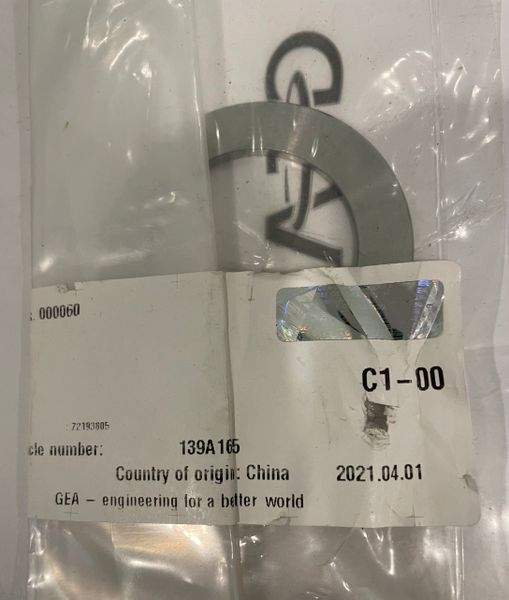 GEA
s. 000060
C1-00
: 72193805
cle number: 139A165
Country of origin: China 2021.04.01
GEA - engineering for a better world